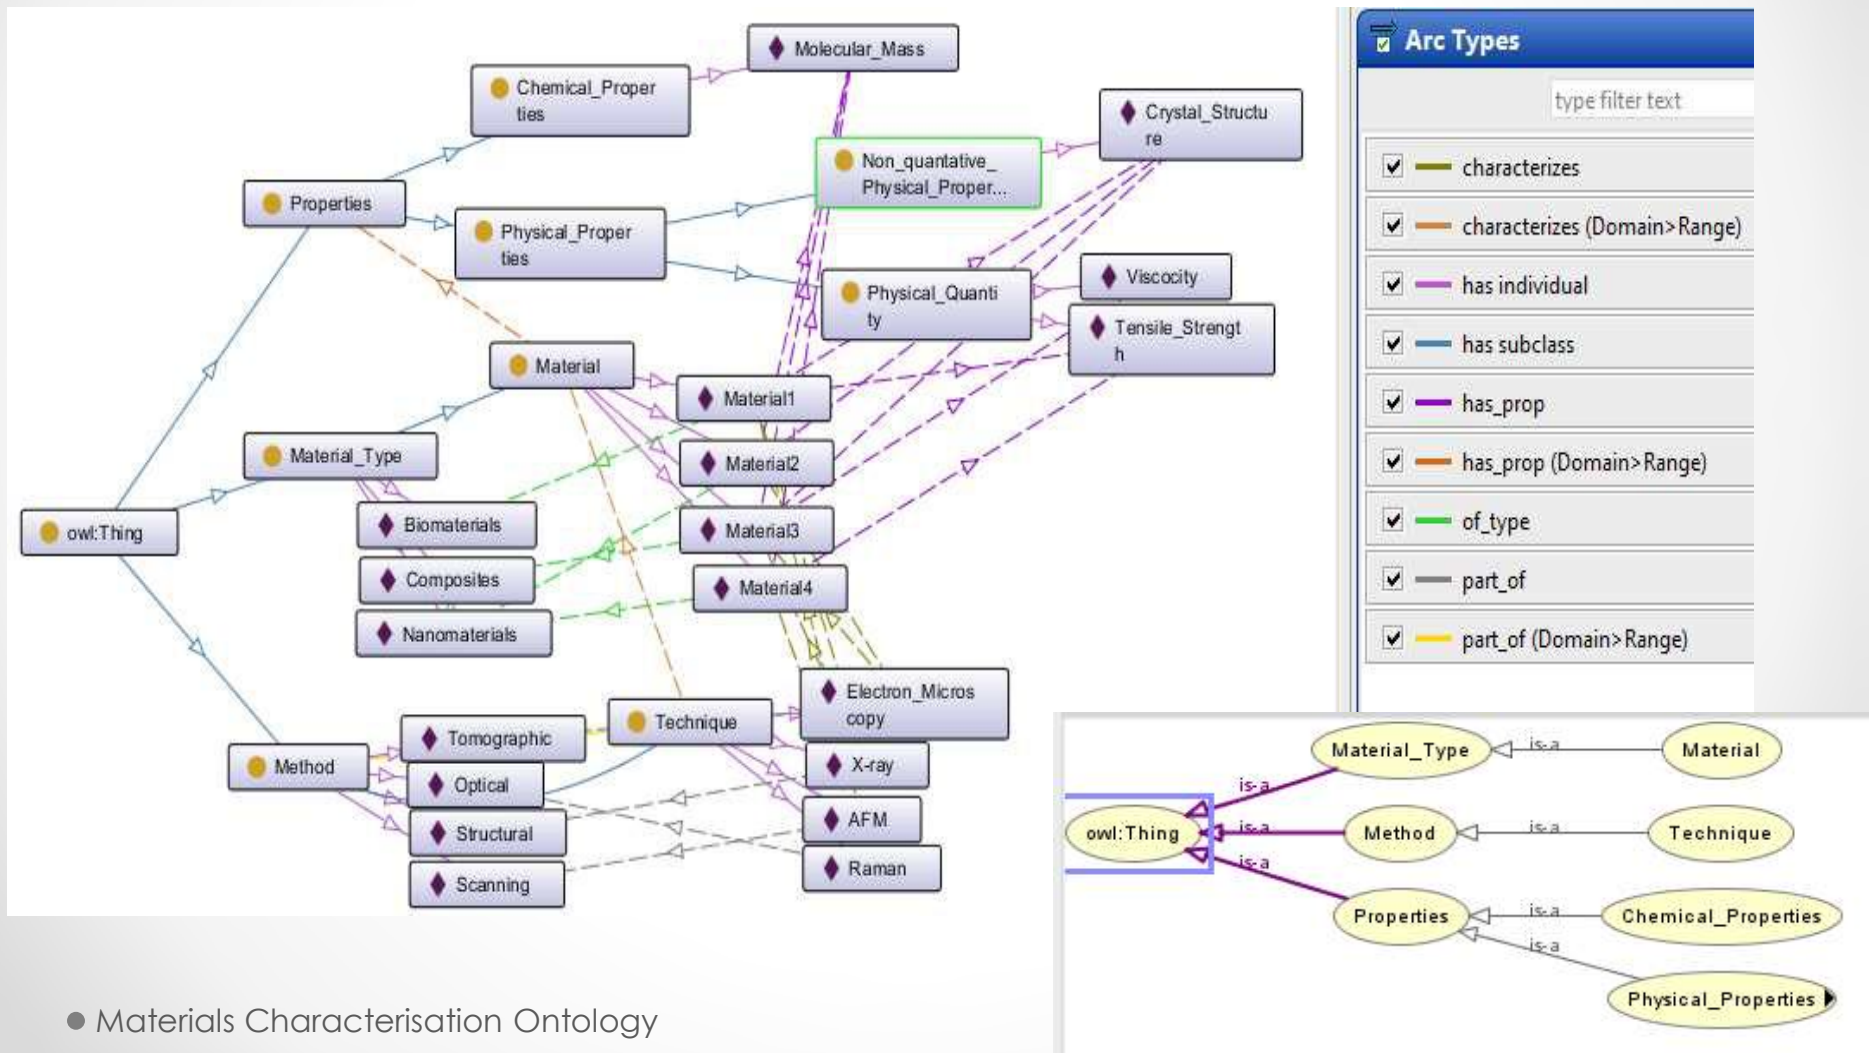 Molecular_Mass
Chemical_Proper
ties
Crystal_Structu
re
Non_quantative_
Physical_Proper...
Properties
Physical_Proper
ties
Viscocity
Physical_Quanti
ty
Tensile_Strengt
h
Material
Material1
Material_Type
Material2
Biomaterials
Material3
owl:Thing
Composites
Material4
Nanomaterials
Electron_Micros
copy
Technique
Tomographic
Method
X-ray
Optical
AFM
Structural
Raman
Scanning
Arc Types
type filter text
characterizes
characterizes (Domain>Range)
has individual
has subclass
has_prop
has_prop (Domain>Range)
of_type
part_of
part_of (Domain>Range)
Material_Type
is-a
Material
is-a
owl:Thing
is-a
Method
is-a
Technique
is-a
Properties
is-a
Chemical_Properties
is-a
Physical_Properties
Materials Characterisation Ontology